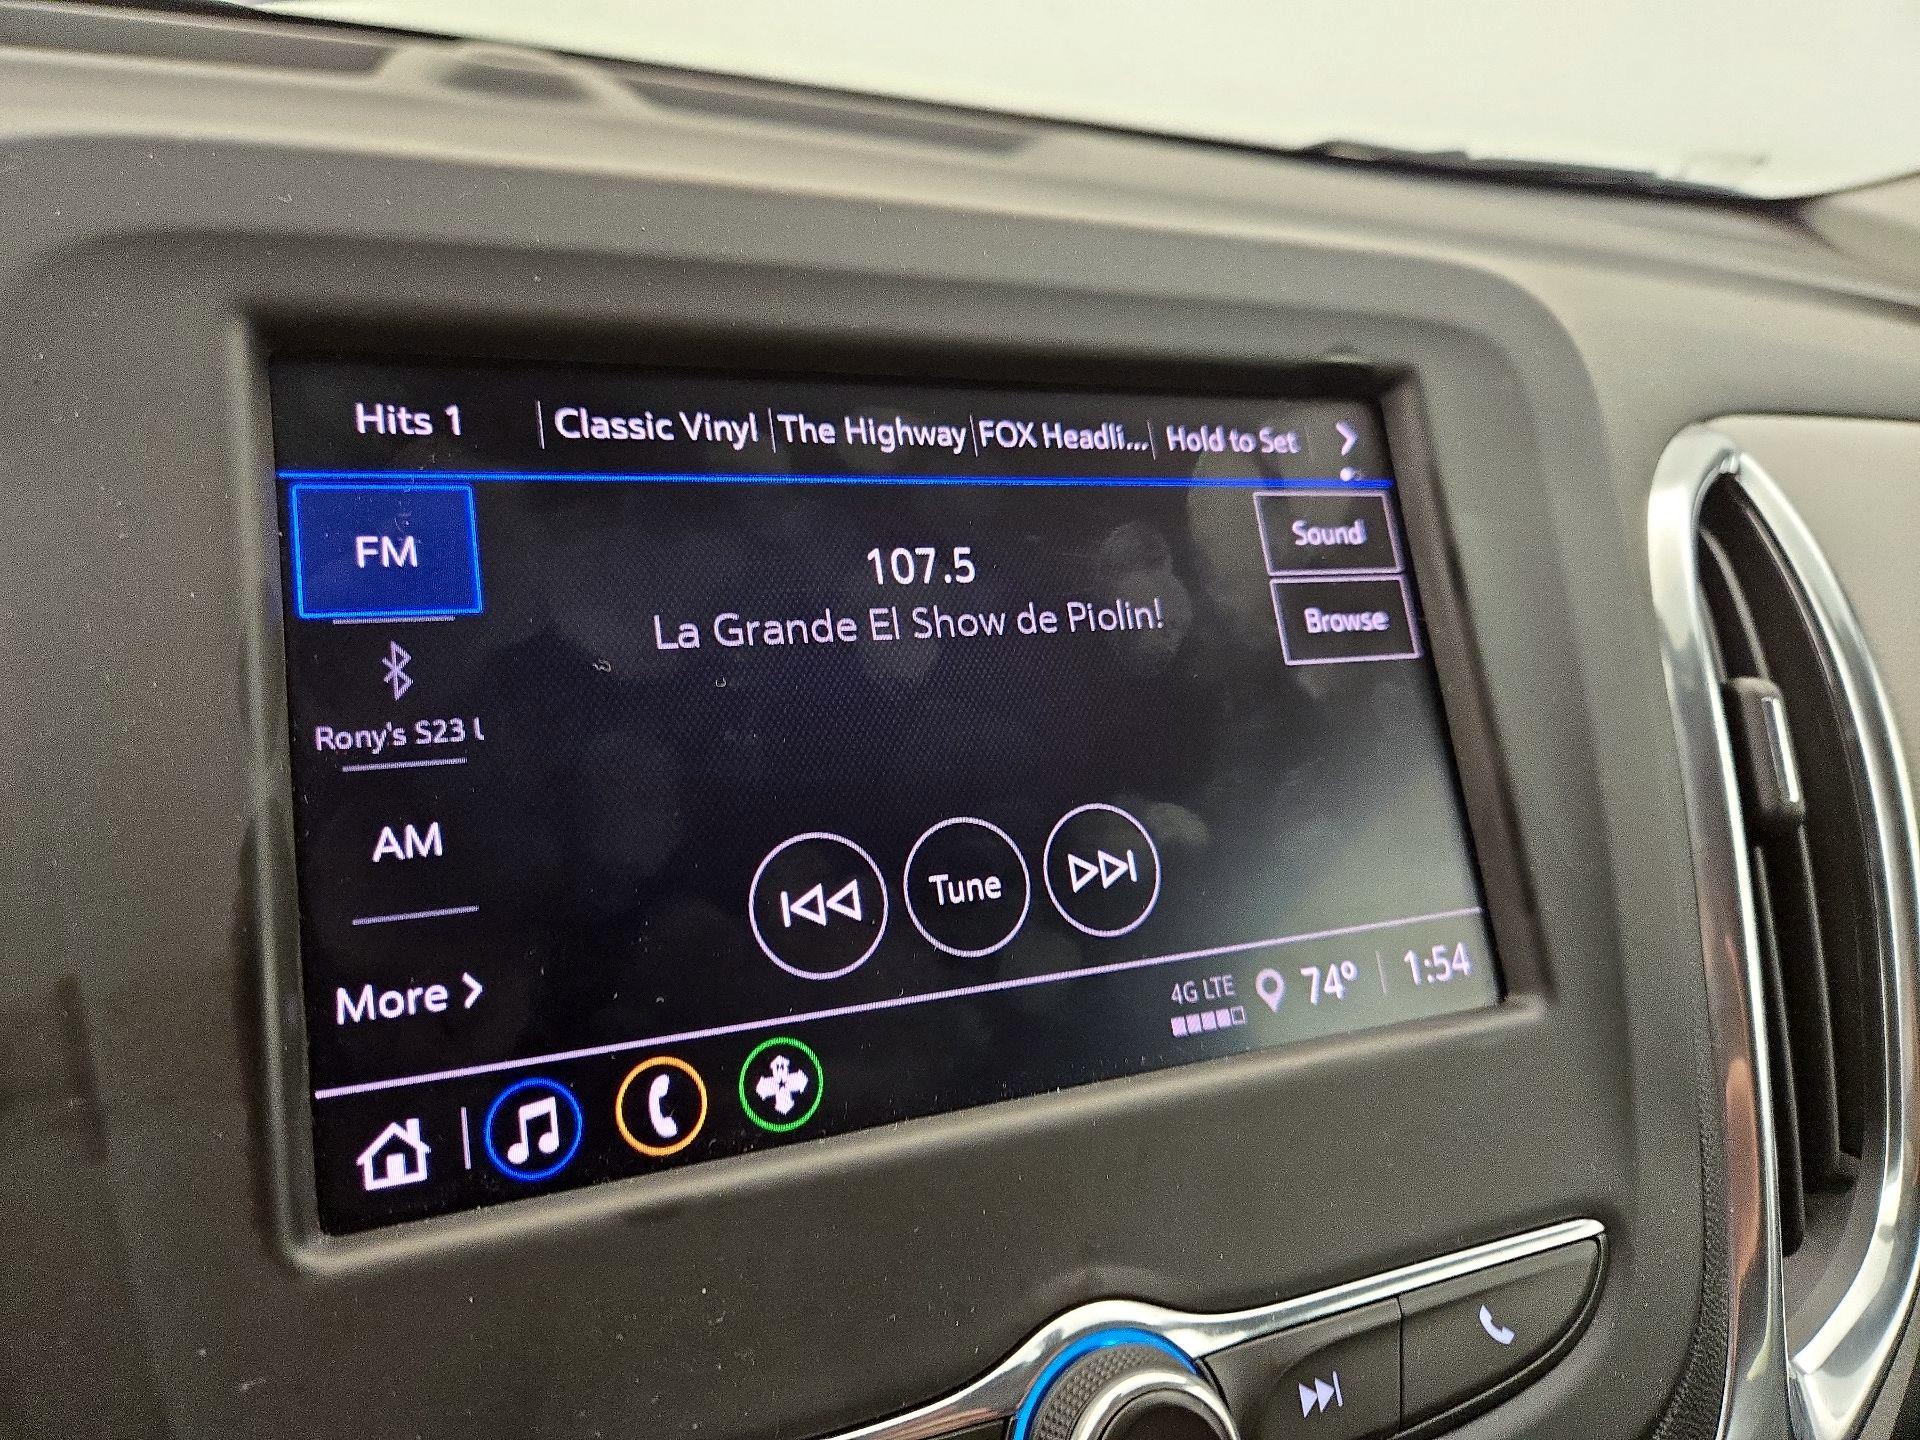 Hits 1
Classic Vinyl
The Highway
FOX Headli...
Hold to Set
FM
107.5
La Grande El Show de Piolin!
Sound
Browse
Rony's S23
AM
More
Tune
4G LTE
74°
1:54